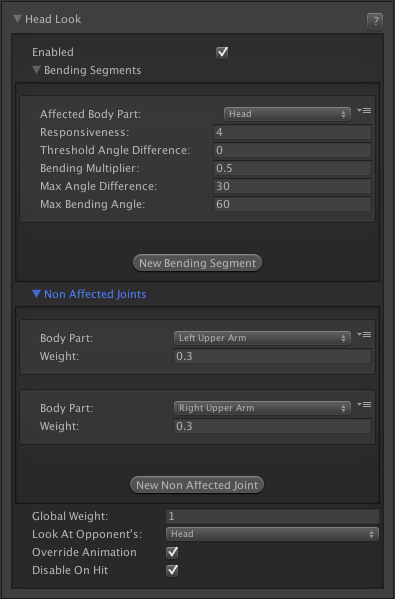 Head Look ?
Enabled
Bending Segments
Affected Body Part: Head
Responsiveness: 4
Threshold Angle Difference: 0
Bending Multiplier: 0.5
Max Angle Difference: 30
Max Bending Angle: 60
New Bending Segment
Non Affected Joints
Body Part: Left Upper Arm
Weight: 0.3
Body Part: Right Upper Arm
Weight: 0.3
New Non Affected Joint
Global Weight: 1
Look At Opponent's: Head
Override Animation
Disable On Hit